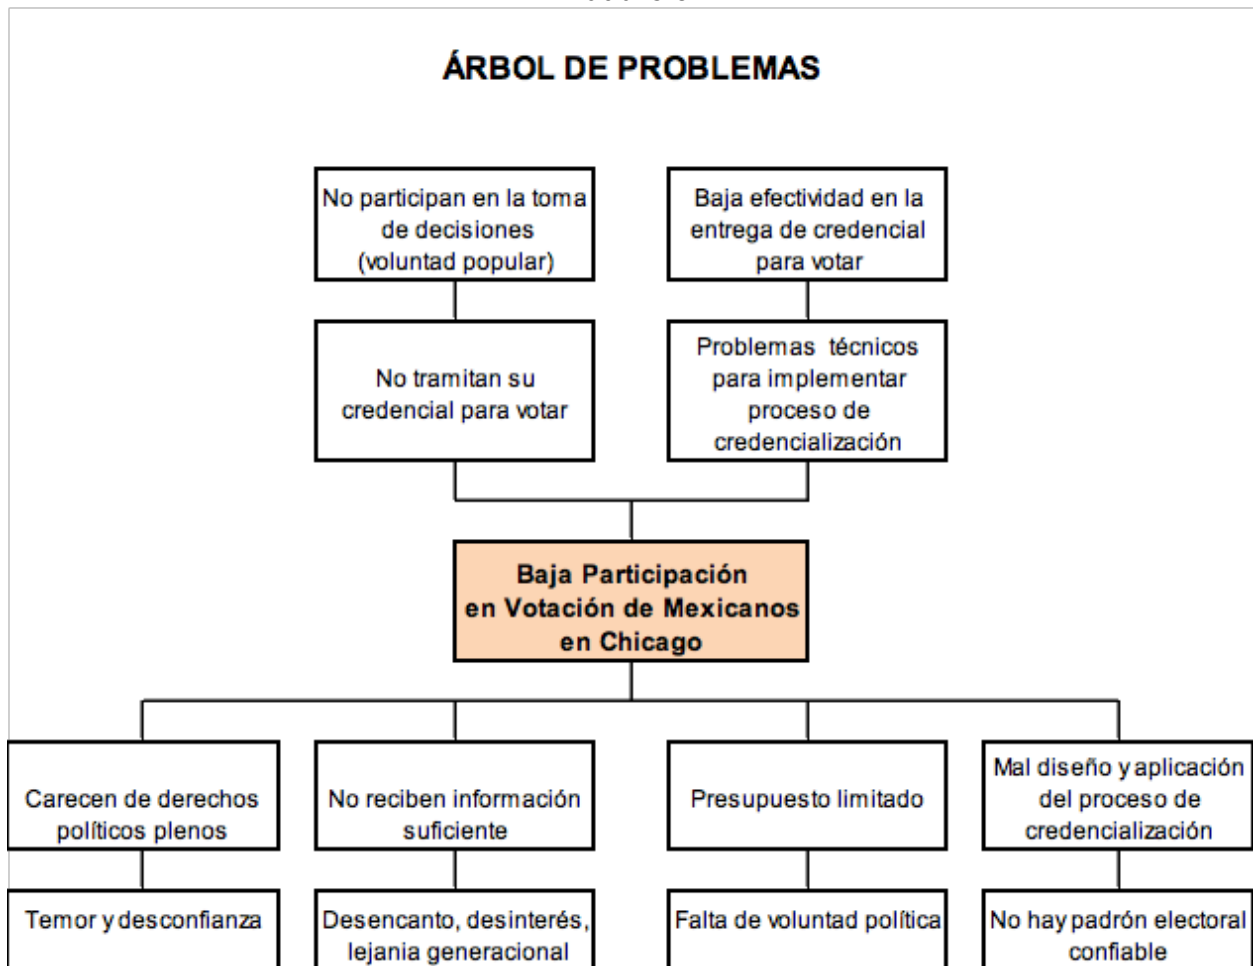 ÁRBOL DE PROBLEMAS
No participan en la toma
de decisiones
(voluntad popular)
Baja efectividad en la
entrega de credencial
para votar
No tramitan su
credencial para votar
Problemas técnicos
para implementar
proceso de
credencialización
Baja Participación
en Votación de Mexicanos
en Chicago
Carecen de derechos
políticos plenos
No reciben información
suficiente
Presupuesto limitado
Mal diseño y aplicación
del proceso de
credencialización
Temor y desconfianza
Desencanto, desinterés,
lejania generacional
Falta de voluntad política
No hay padrón electoral
confiable